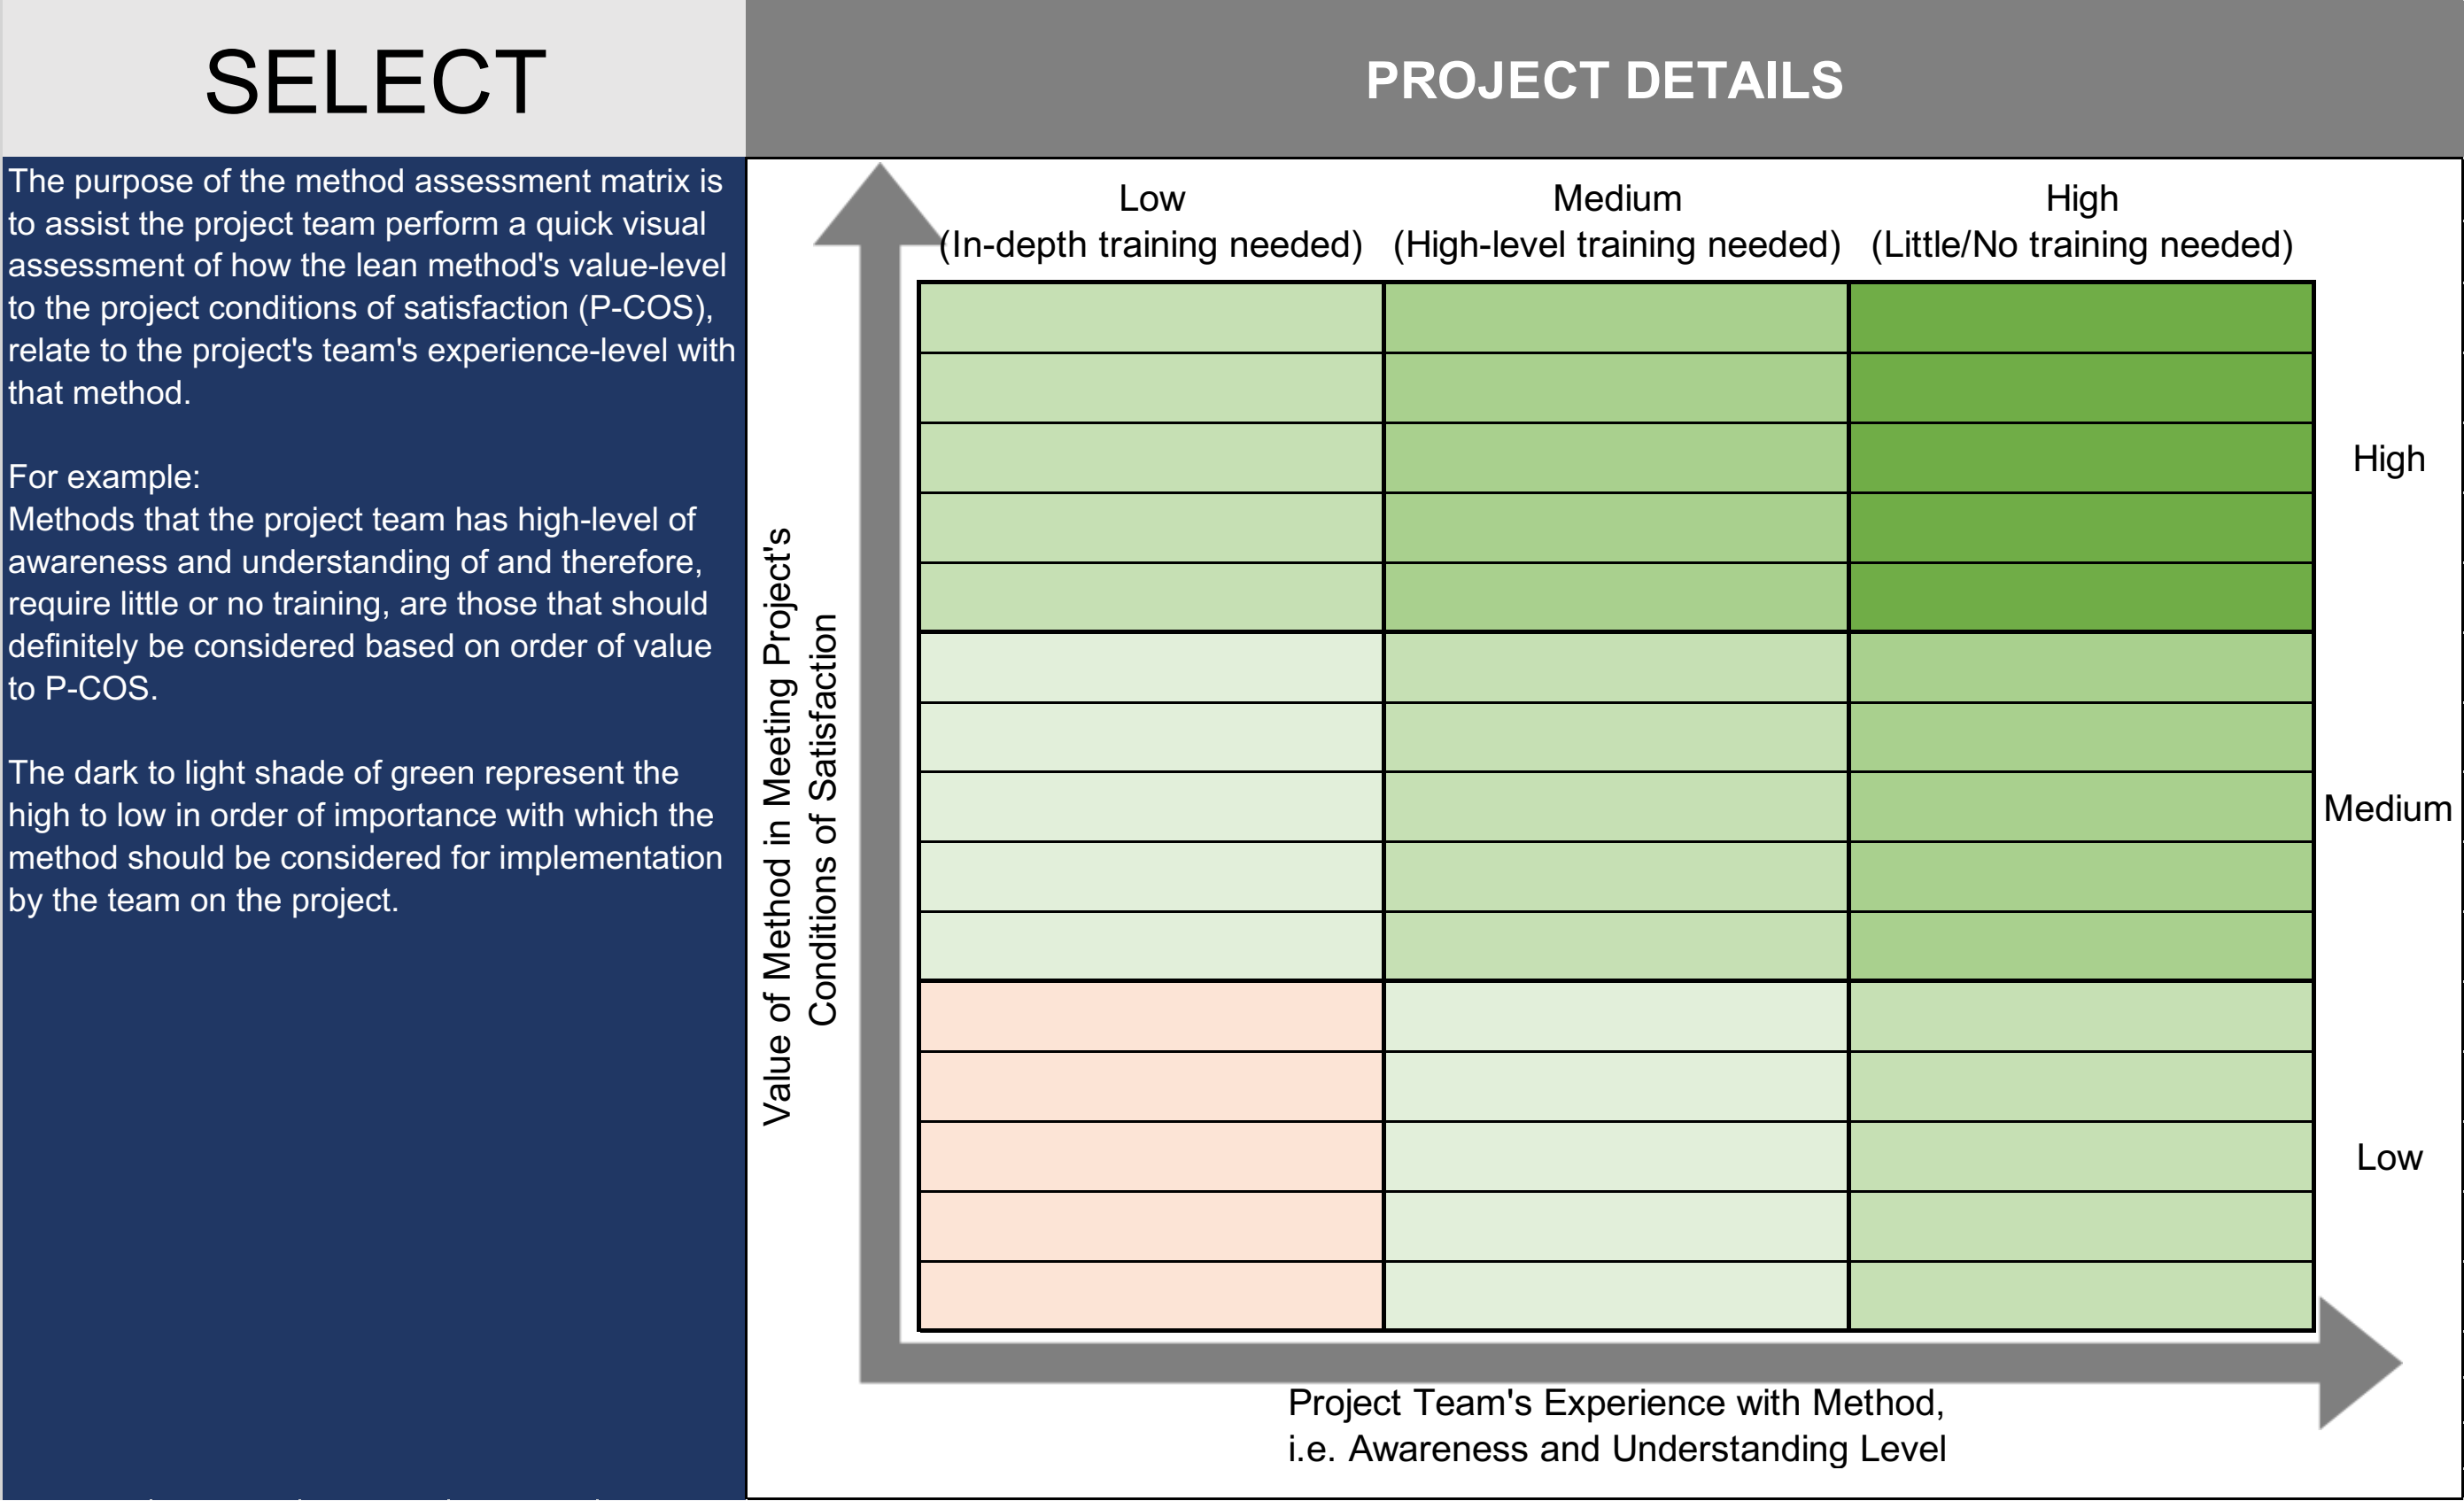 SELECT
PROJECT DETAILS
The purpose of the method assessment matrix is
to assist the project team perform a quick visual
assessment of how the lean method's value-level
to the project conditions of satisfaction (P-COS),
relate to the project's team's experience-level with
that method.
For example:
Methods that the project team has high-level of
awareness and understanding of and therefore,
require little or no training, are those that should
definitely be considered based on order of value
to P-COS.
The dark to light shade of green represent the
high to low in order of importance with which the
method should be considered for implementation
by the team on the project.
Value of Method in Meeting Project's
Conditions of Satisfaction
Low
(In-depth training needed)
Medium
(High-level training needed)
High
(Little/No training needed)
High
Medium
Low
Project Team's Experience with Method,
i.e. Awareness and Understanding Level